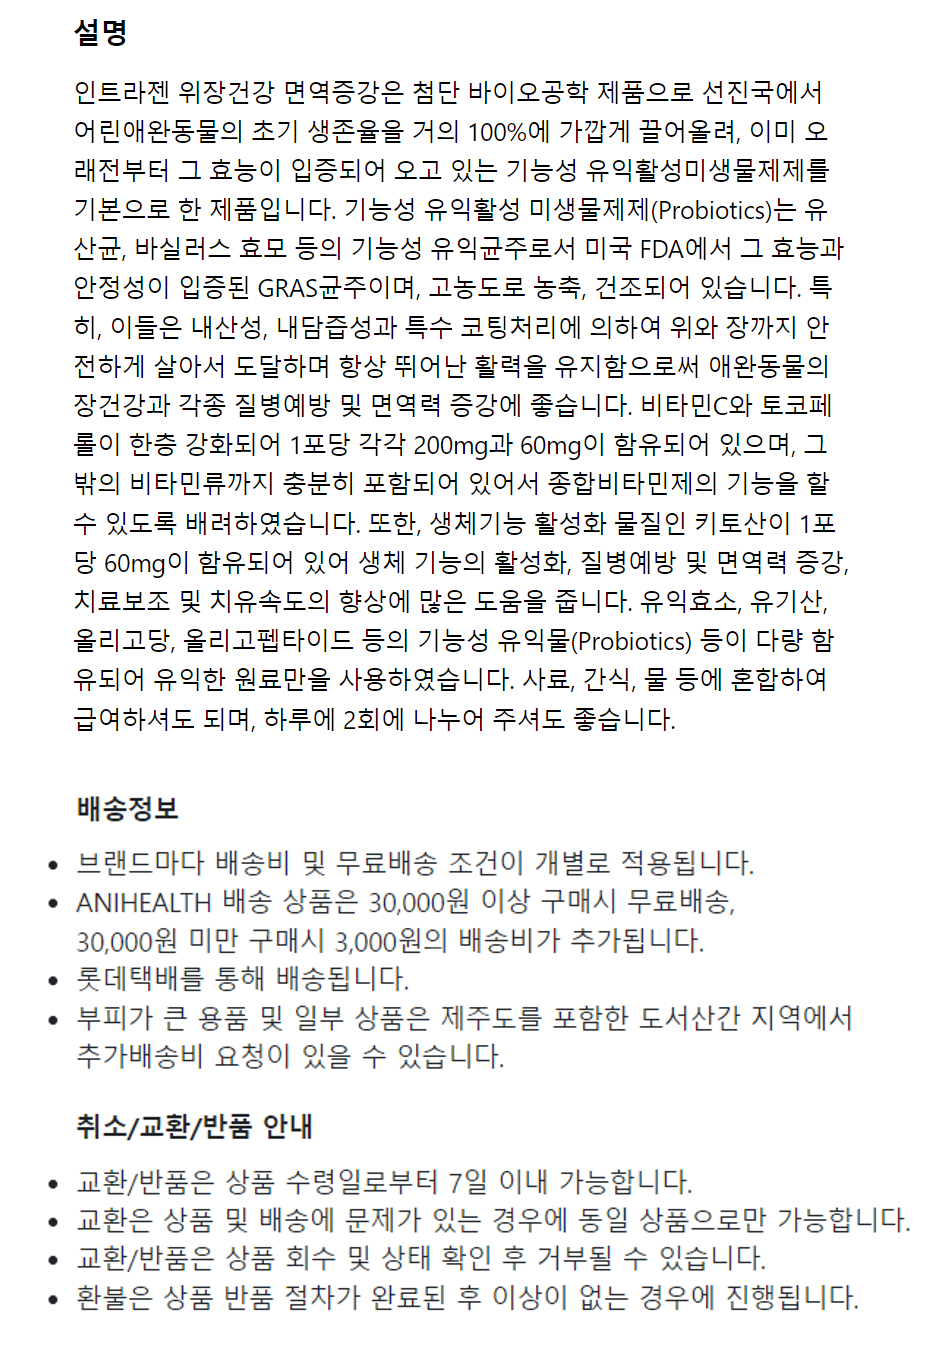 설명
인트라젠 위장건강 면역증강은 첨단 바이오공학 제품으로 선진국에서
어린애완동물의 초기 생존율을 거의 100%에 가깝게 끌어올려, 이미 오
래전부터 그 효능이 입증되어 오고 있는 기능성 유익활성미생물제제를
기본으로 한 제품입니다. 기능성 유익활성 미생물제제(Probiotics)는 유
산균, 바실러스 효모 등의 기능성 유익균주로서 미국 FDA에서 그 효능과
안정성이 입증된 GRAS균주이며, 고농도로 농축, 건조되어 있습니다. 특
히, 이들은 내산성, 내담즙성과 특수 코팅처리에 의하여 위와 장까지 안
전하게 살아서 도달하며 항상 뛰어난 활력을 유지함으로써 애완동물의
장건강과 각종 질병예방 및 면역력 증강에 좋습니다. 비타민C와 토코페
롤이 한층 강화되어 1포당 각각 200mg과 60mg이 함유되어 있으며, 그
밖의 비타민류까지 충분히 포함되어 있어서 종합비타민제의 기능을 할
수 있도록 배려하였습니다. 또한, 생체기능 활성화 물질인 키토산이 1포
당 60mg이 함유되어 있어 생체 기능의 활성화, 질병예방 및 면역력 증강,
치료보조 및 치유속도의 향상에 많은 도움을 줍니다. 유익효소, 유기산,
올리고당, 올리고펩타이드 등의 기능성 유익물(Probiotics) 등이 다량 함
유되어 유익한 원료만을 사용하였습니다. 사료, 간식, 물 등에 혼합하여
급여하셔도 되며, 하루에 2회에 나누어 주셔도 좋습니다.
배송정보
• 브랜드마다 배송비 및 무료배송 조건이 개별로 적용됩니다.
• ANIHEALTH 배송 상품은 30,000원 이상 구매시 무료배송,
30,000원 미만 구매시 3,000원의 배송비가 추가됩니다.
• 롯데택배를 통해 배송됩니다.
• 부피가 큰 용품 및 일부 상품은 제주도를 포함한 도서산간 지역에서
추가배송비 요청이 있을 수 있습니다.
취소/교환/반품 안내
• 교환/반품은 상품 수령일로부터 7일 이내 가능합니다.
• 교환은 상품 및 배송에 문제가 있는 경우에 동일 상품으로만 가능합니다.
• 교환/반품은 상품 회수 및 상태 확인 후 거부될 수 있습니다.
• 환불은 상품 반품 절차가 완료된 후 이상이 없는 경우에 진행됩니다.